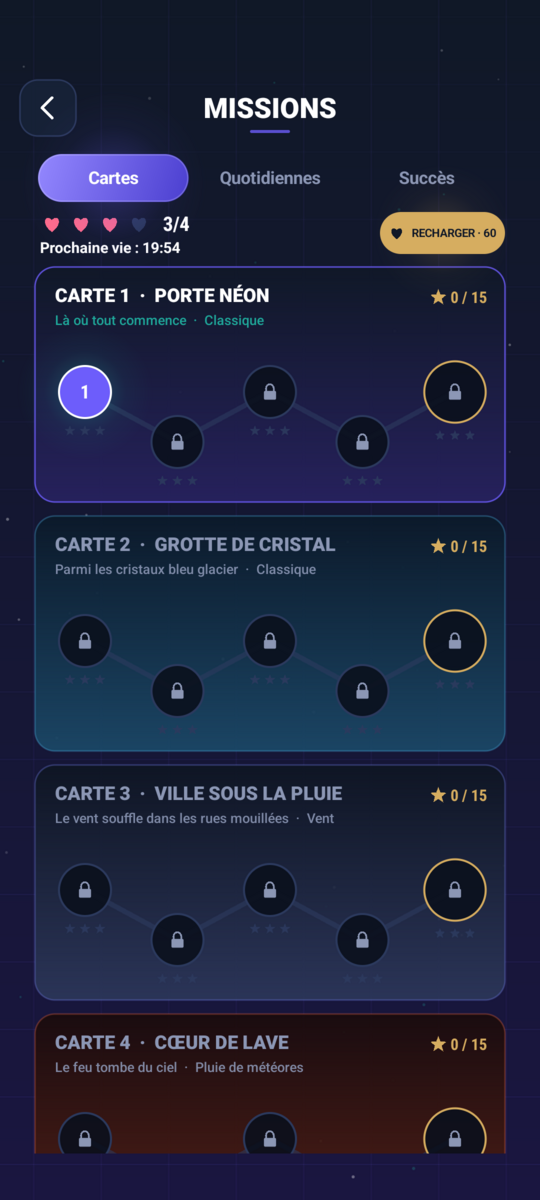 MISSIONS
Cartes Quotidiennes Succès
3/4
Prochaine vie : 19:54
RECHARGER · 60
CARTE 1 · PORTE NÉON
0 / 15
Là où tout commence · Classique
1
CARTE 2 · GROTTE DE CRISTAL
0 / 15
Parmi les cristaux bleu glacier · Classique
CARTE 3 · VILLE SOUS LA PLUIE
0 / 15
Le vent souffle dans les rues mouillées · Vent
CARTE 4 · CŒUR DE LAVE
0 / 15
Le feu tombe du ciel · Pluie de météores